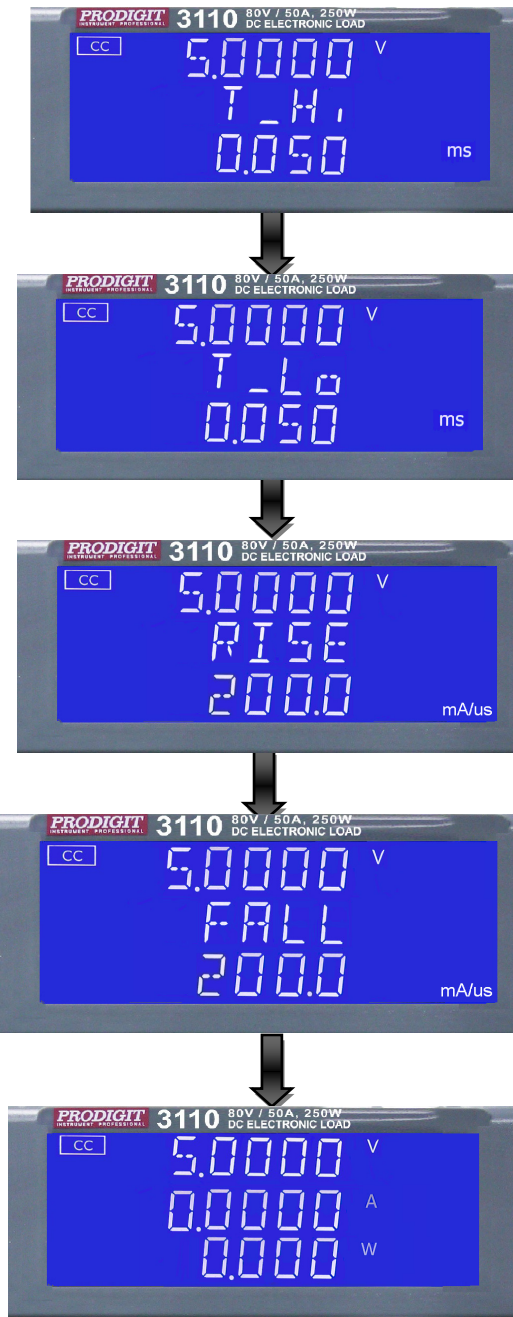 PRODIGIT 3110 80V / 50A, 250W
INSTRUMENT PROFESSIONAL DC ELECTRONIC LOAD
CC 5.0000 V
T_Hi
0.050 ms
PRODIGIT 3110 80V / 50A, 250W
INSTRUMENT PROFESSIONAL DC ELECTRONIC LOAD
CC 5.0000 V
T_Lo
0.050 ms
PRODIGIT 3110 80V / 50A, 250W
INSTRUMENT PROFESSIONAL DC ELECTRONIC LOAD
CC 5.0000 V
RISE
200.0 mA/us
PRODIGIT 3110 80V / 50A, 250W
INSTRUMENT PROFESSIONAL DC ELECTRONIC LOAD
CC 5.0000 V
FALL
200.0 mA/us
PRODIGIT 3110 80V / 50A, 250W
INSTRUMENT PROFESSIONAL DC ELECTRONIC LOAD
CC 5.0000 V
0.0000 A
0.000 W